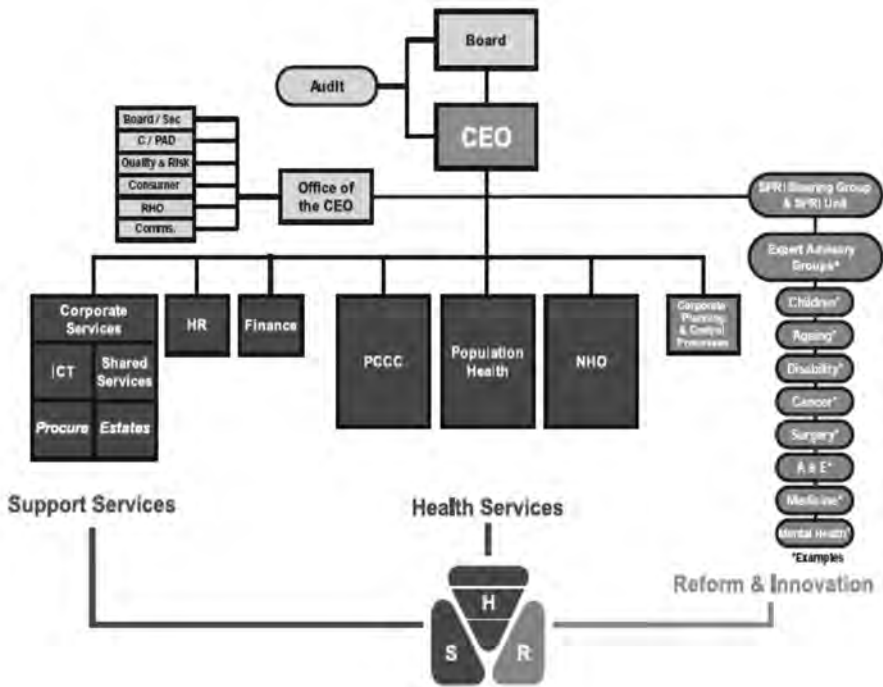 Board
Audit
CEO
Board / Sec
C / PAD
Quality & Risk
Consumer
RHO
Comms.
Office of
the CEO
SPRI Steering Group
& SPRI Unit
Expert Advisory
Groups*
Corporate
Services
ICT
Shared
Services
Procure
Estates
HR
Finance
PCCC
Population
Health
NHO
Corporate
Planning
& Control
Processes
Children*
Ageing*
Disability*
Cancer*
Surgery*
A & E*
Medicine*
Mental Health*
*Examples
Support Services
Health Services
Reform & Innovation
H
S
R